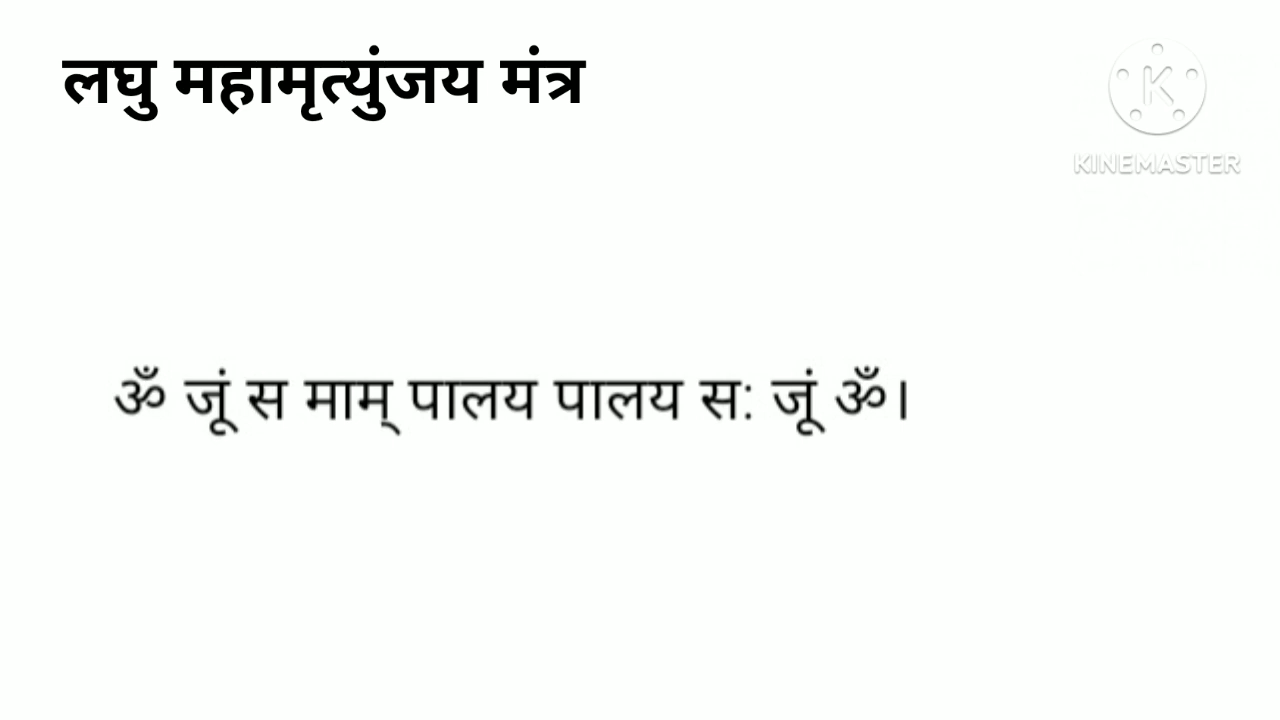 लघु महामृत्युंजय मंत्र
KINEMASTER
ॐ जूं स माम् पालय पालय स: जूं ॐ।